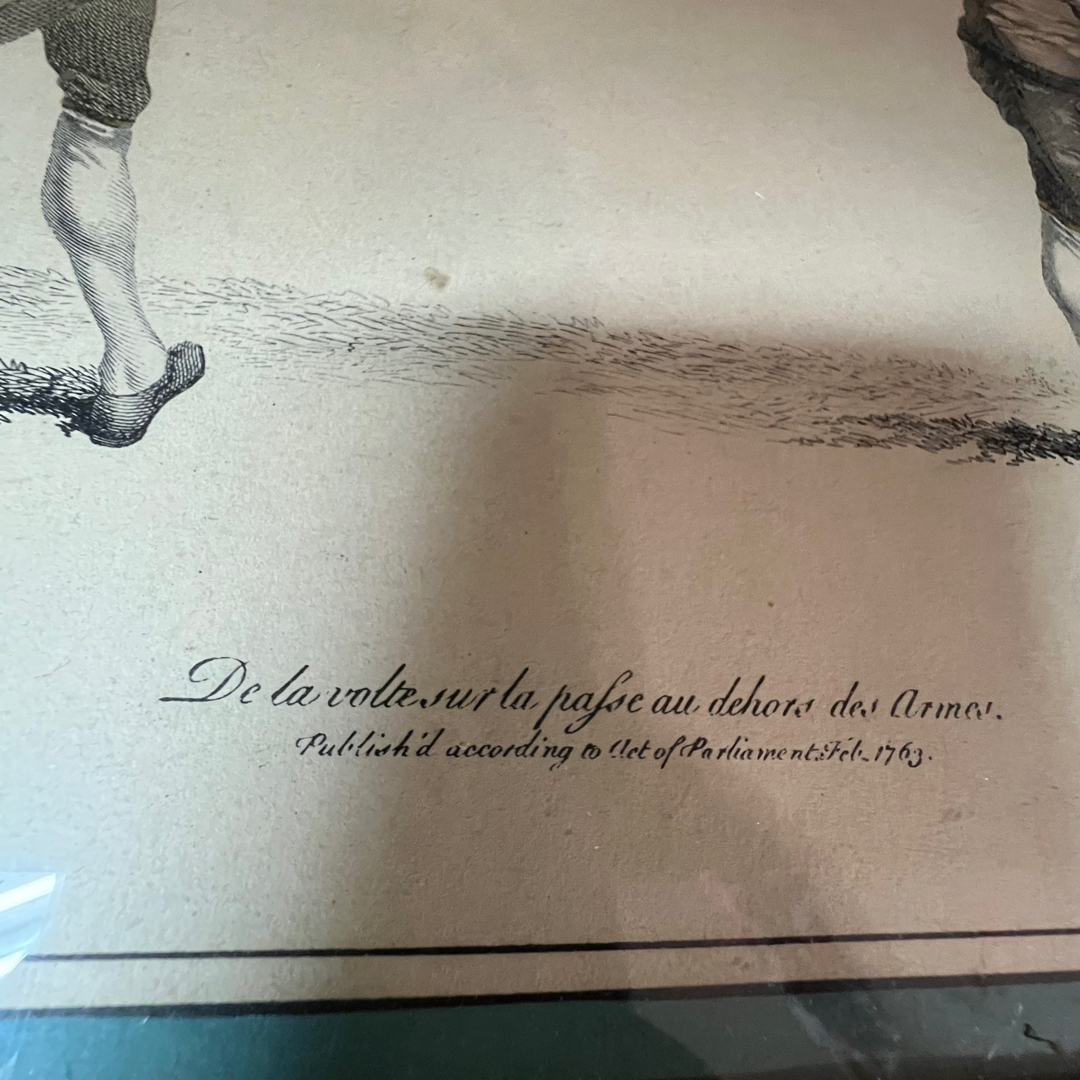 De la volte sur la paſse au dehors des Armes.
Publish'd according to Act of Parliament. Feb. 1763.